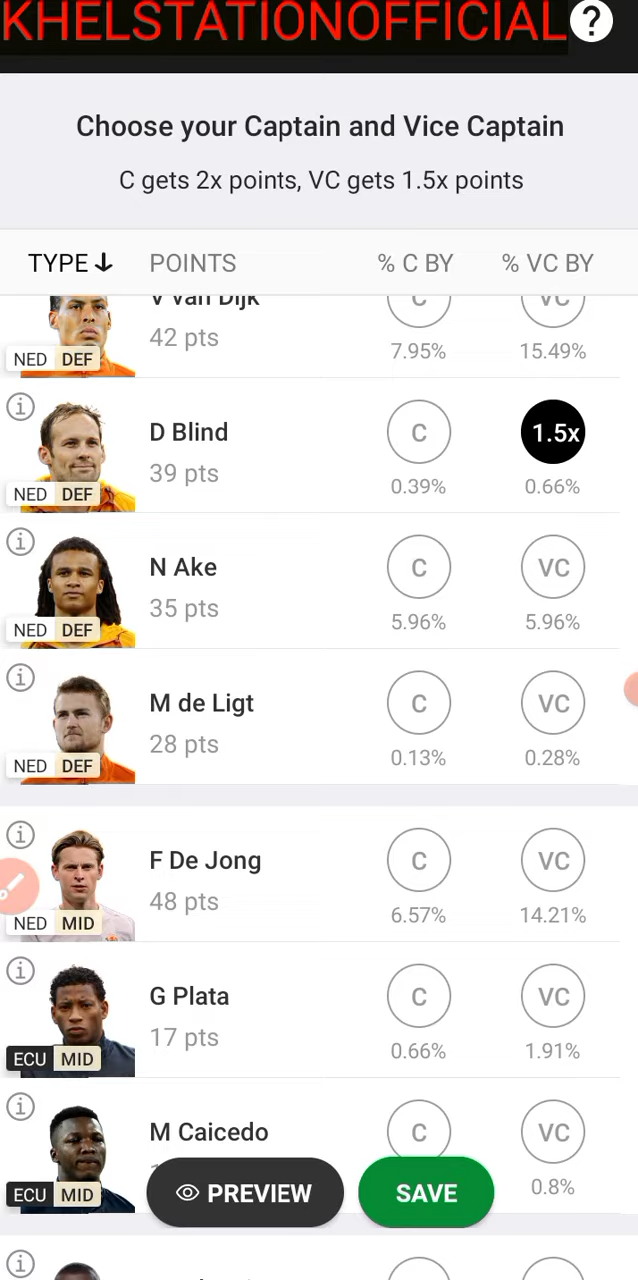 KHELSTATIONOFFICIAL ?
Choose your Captain and Vice Captain
C gets 2x points, VC gets 1.5x points
TYPE POINTS % C BY % VC BY
V Van Dijk C VC
42 pts 7.95% 15.49%
NED DEF
D Blind C 1.5x
39 pts 0.39% 0.66%
NED DEF
N Ake C VC
35 pts 5.96% 5.96%
NED DEF
M de Ligt C VC
28 pts 0.13% 0.28%
NED DEF
F De Jong C VC
48 pts 6.57% 14.21%
NED MID
G Plata C VC
17 pts 0.66% 1.91%
ECU MID
M Caicedo C VC
0.8%
ECU MID
PREVIEW SAVE